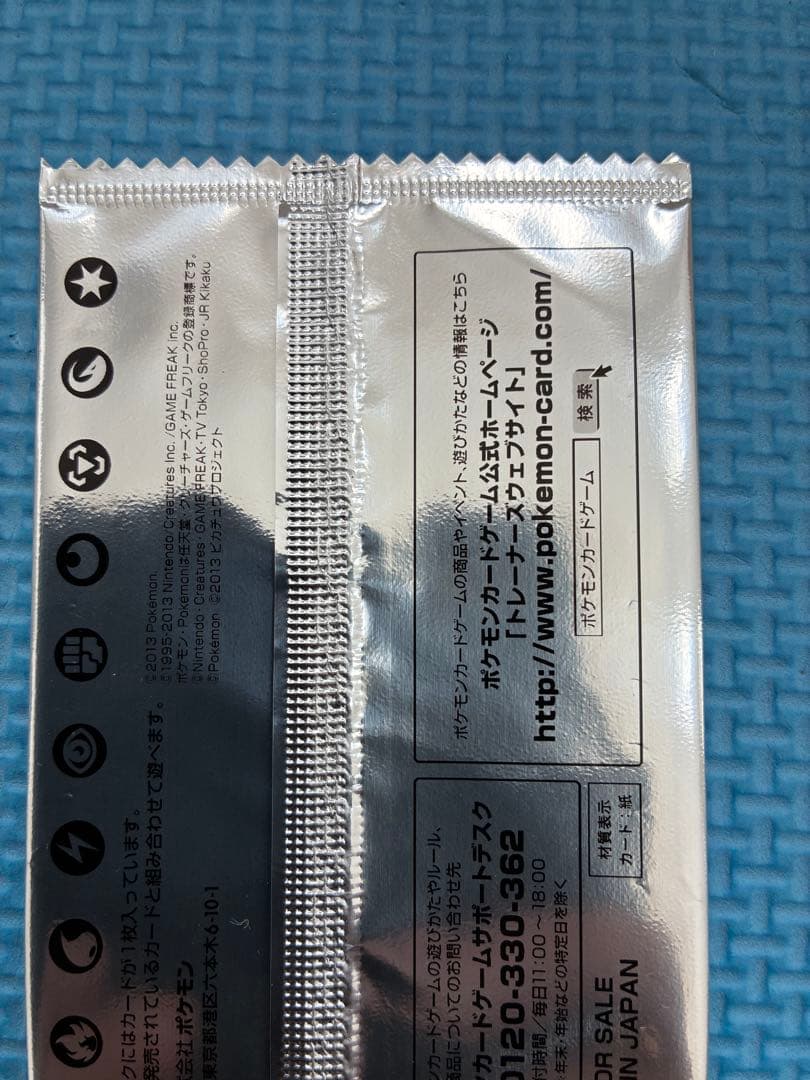 ポケモンカードゲームの商品やイベント、遊びかたなどの情報はこちら
ポケモンカードゲーム公式ホームページ
「トレーナーズウェブサイト」
http://www.pokemon-card.com/
ポケモンカードゲーム 検索
ンカードゲームの遊びかたやルール、
商品についてのお問い合わせ先
ンカードゲームサポートデスク
0120-330-362
付時間／毎日11:00～18:00
年末・年始などの特定日を除く
材質表示
カード：紙
OR SALE
IN JAPAN
©2013 Pokémon.
©1995-2013 Nintendo/Creatures Inc./GAME FREAK inc.
ポケモン・Pokémonは任天堂・クリーチャーズ・ゲームフリークの登録商標です。
©Nintendo・Creatures・GAME FREAK・TV Tokyo・ShoPro・JR Kikaku
©Pokémon ©2013 ピカチュウプロジェクト
クにはカードが1枚入っています。
発売されているカードと組み合わせて遊べます。
式会社 ポケモン
東京都港区六本木6-10-1